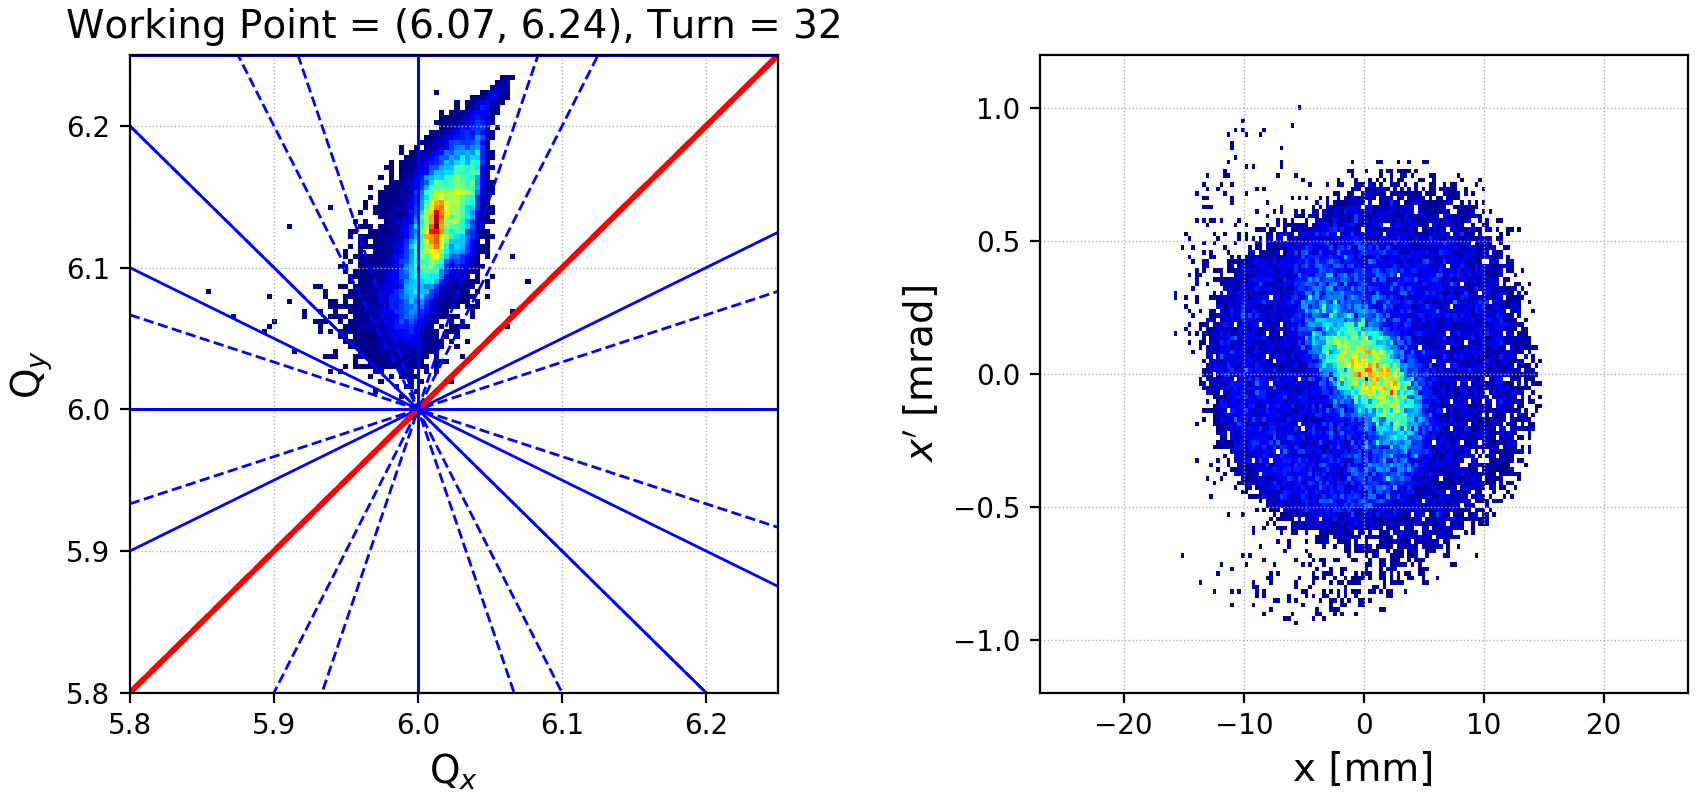 Working Point = (6.07, 6.24), Turn = 32
6.2
6.1
6.0
5.9
5.8
5.8 5.9 6.0 6.1 6.2
Qy
Qx
1.0
0.5
0.0
−0.5
−1.0
−20 −10 0 10 20
x′ [mrad]
x [mm]